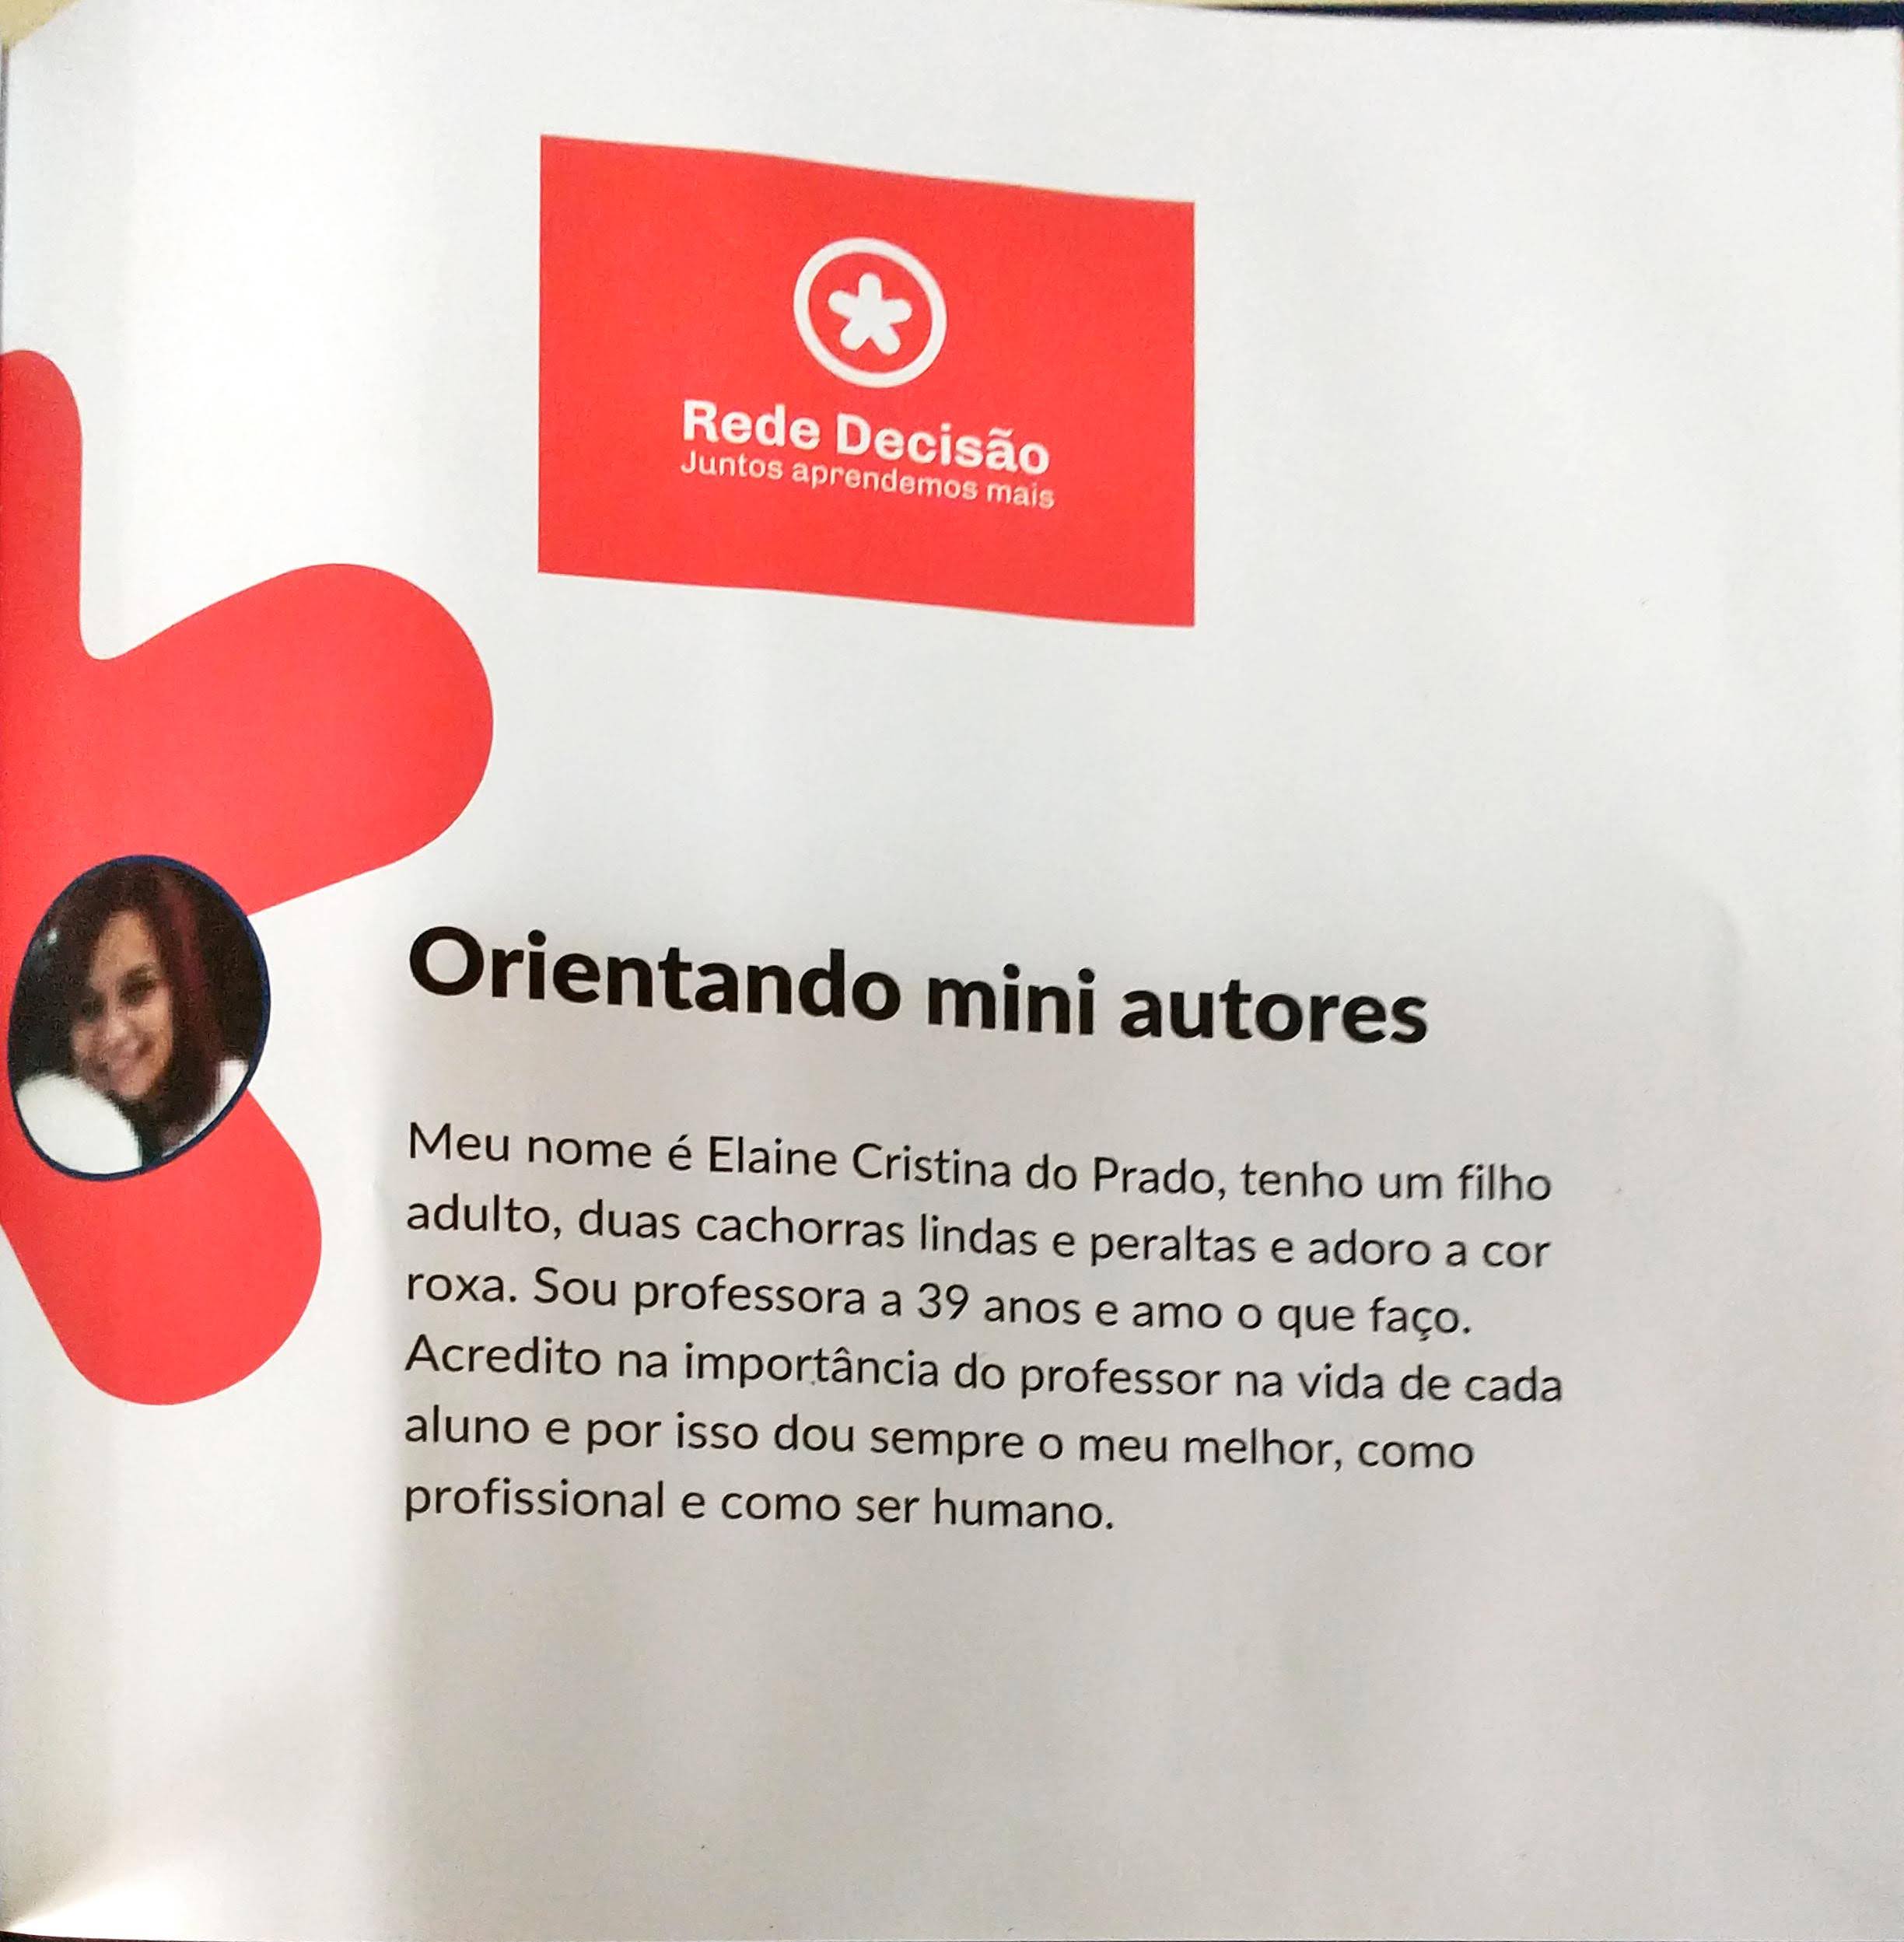 Rede Decisão
Juntos aprendemos mais
Orientando mini autores
Meu nome é Elaine Cristina do Prado, tenho um filho
adulto, duas cachorras lindas e peraltas e adoro a cor
roxa. Sou professora a 39 anos e amo o que faço.
Acredito na importância do professor na vida de cada
aluno e por isso dou sempre o meu melhor, como
profissional e como ser humano.